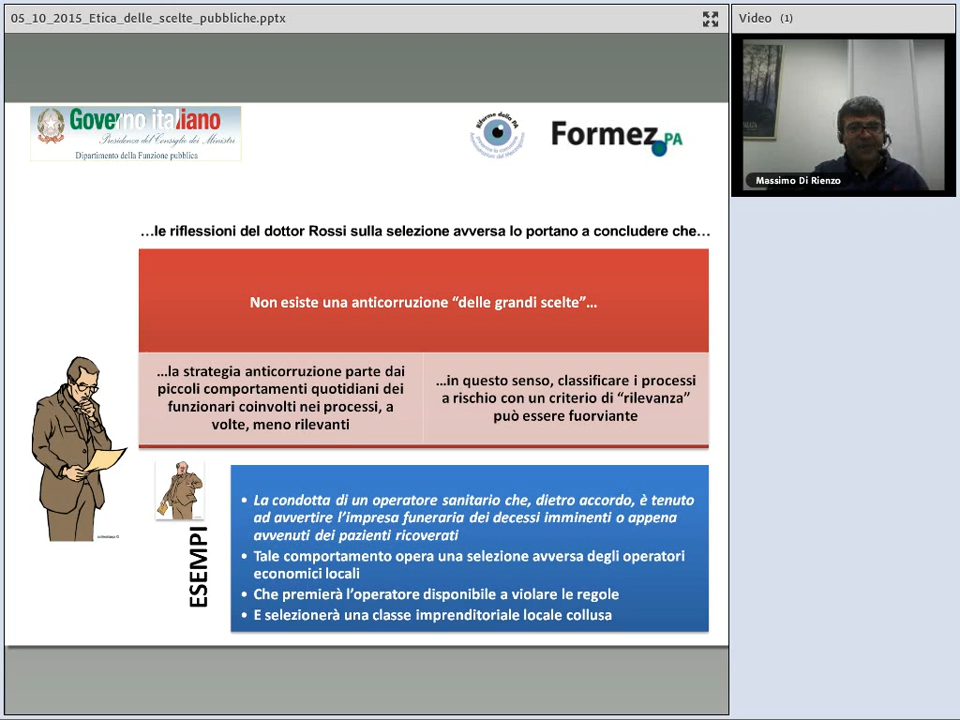 05_10_2015_Etica_delle_scelte_pubbliche.pptx
Video (1)
Massimo Di Rienzo
Governo italiano
Presidenza del Consiglio dei Ministri
Dipartimento della Funzione pubblica
Riforme della PA
Formez PA
…le riflessioni del dottor Rossi sulla selezione avversa lo portano a concludere che…
Non esiste una anticorruzione “delle grandi scelte”…
…la strategia anticorruzione parte dai
piccoli comportamenti quotidiani dei
funzionari coinvolti nei processi, a
volte, meno rilevanti
…in questo senso, classificare i processi
a rischio con un criterio di “rilevanza”
può essere fuorviante
ESEMPI
• La condotta di un operatore sanitario che, dietro accordo, è tenuto
ad avvertire l’impresa funeraria dei decessi imminenti o appena
avvenuti dei pazienti ricoverati
• Tale comportamento opera una selezione avversa degli operatori
economici locali
• Che premierà l’operatore disponibile a violare le regole
• E selezionerà una classe imprenditoriale locale collusa